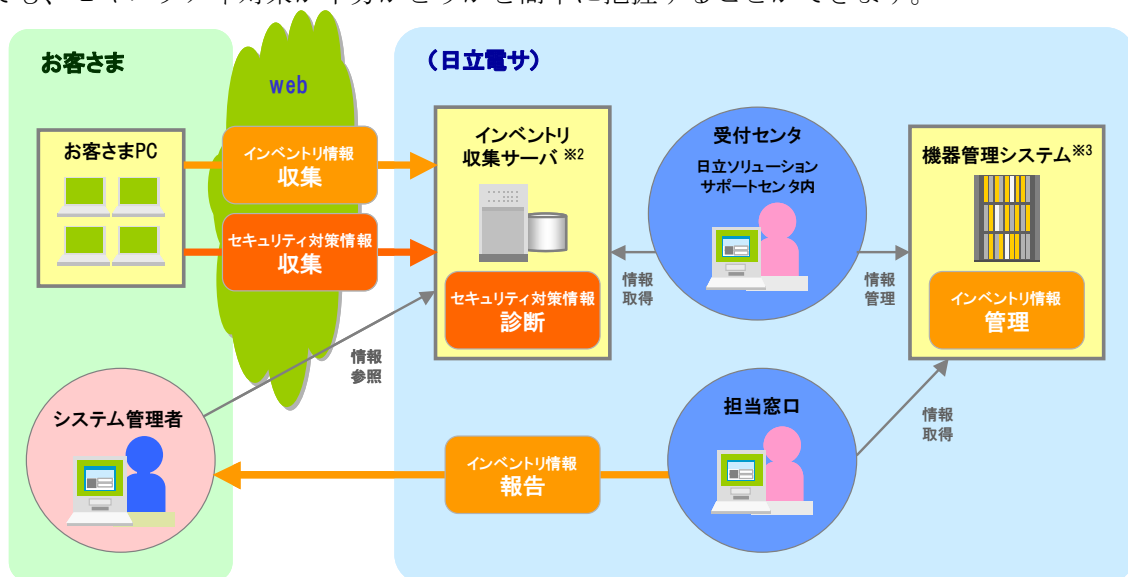 お客さま
(日立電サ)
web
お客さまPC
インベントリ情報
収集
セキュリティ対策情報
収集
インベントリ
収集サーバ ※2
セキュリティ対策情報
診断
受付センタ
日立ソリューション
サポートセンタ内
機器管理システム※3
インベントリ情報
管理
情報
取得
情報
管理
情報
参照
システム管理者
インベントリ情報
報告
担当窓口
情報
取得